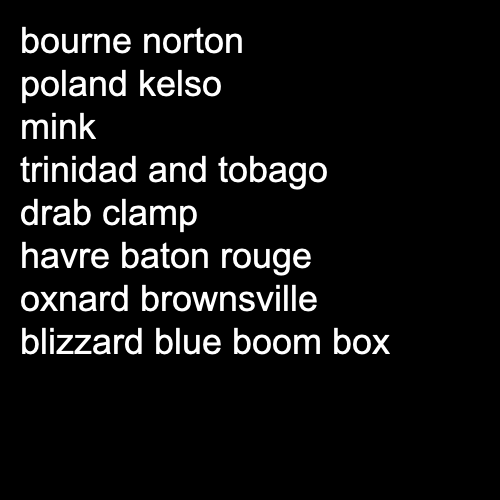 bourne norton
poland kelso
mink
trinidad and tobago
drab clamp
havre baton rouge
oxnard brownsville
blizzard blue boom box